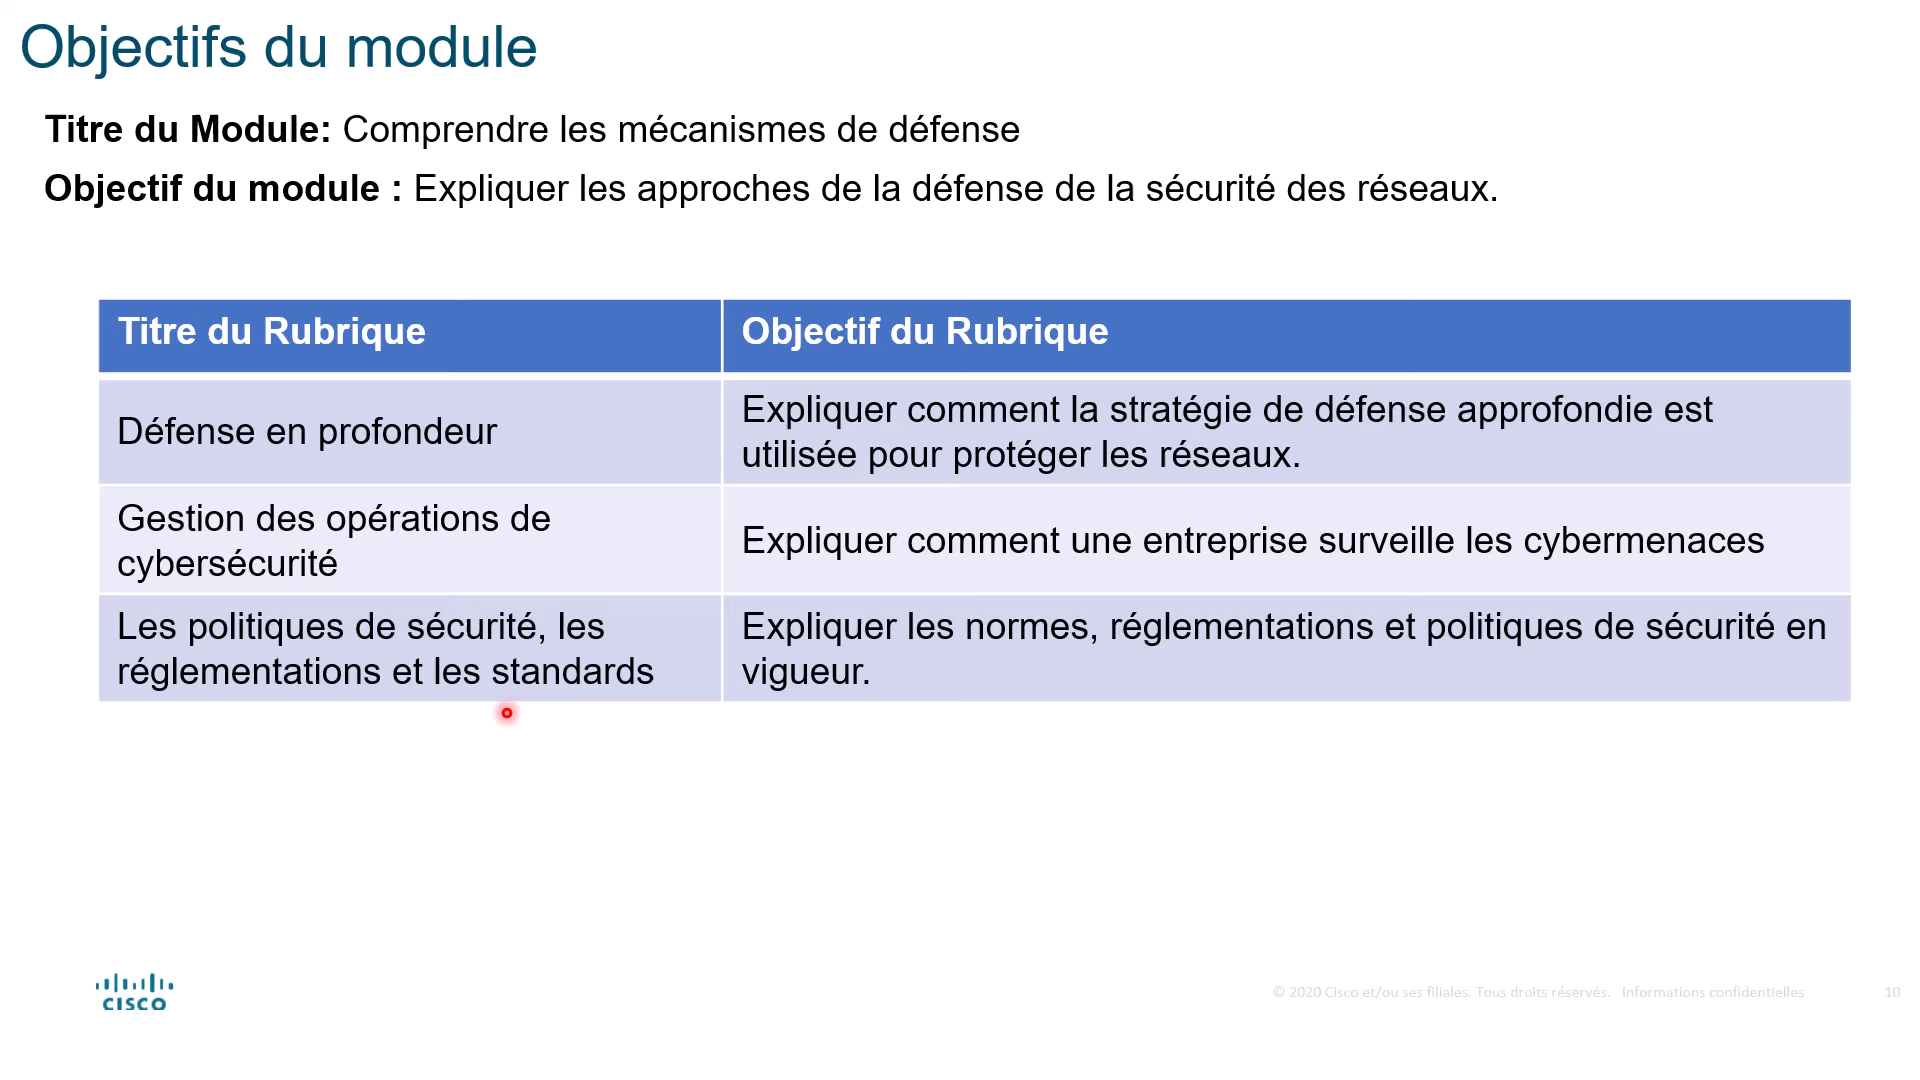 Objectifs du module
Titre du Module: Comprendre les mécanismes de défense
Objectif du module : Expliquer les approches de la défense de la sécurité des réseaux.
Titre du Rubrique
Objectif du Rubrique
Défense en profondeur
Expliquer comment la stratégie de défense approfondie est
utilisée pour protéger les réseaux.
Gestion des opérations de
cybersécurité
Expliquer comment une entreprise surveille les cybermenaces
Les politiques de sécurité, les
réglementations et les standards
Expliquer les normes, réglementations et politiques de sécurité en
vigueur.
CISCO
© 2020 Cisco et/ou ses filiales. Tous droits réservés. Informations confidentielles
10